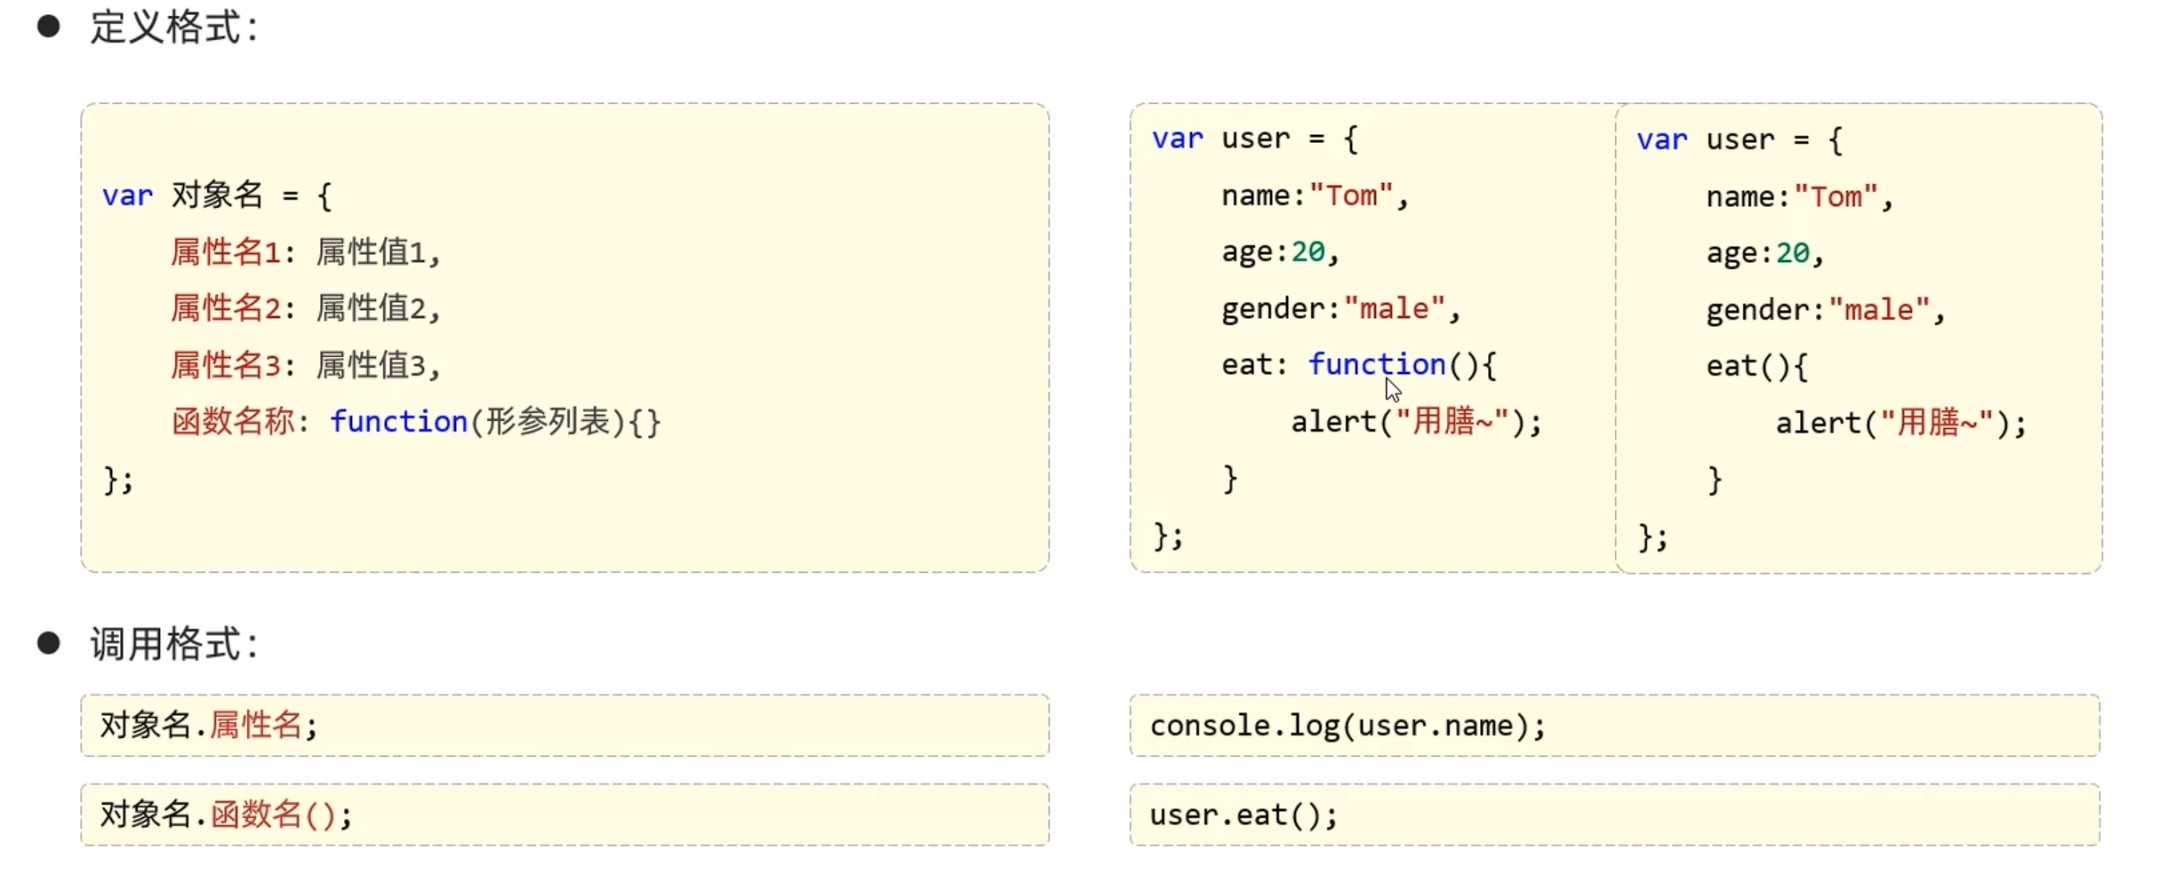 ● 定义格式：
var 对象名 = {
属性名1: 属性值1,
属性名2: 属性值2,
属性名3: 属性值3,
函数名称: function(形参列表){}
};
var user = {
name:"Tom",
age:20,
gender:"male",
eat: function(){
alert("用膳~");
}
};
var user = {
name:"Tom",
age:20,
gender:"male",
eat(){
alert("用膳~");
}
};
● 调用格式：
对象名.属性名;
console.log(user.name);
对象名.函数名();
user.eat();